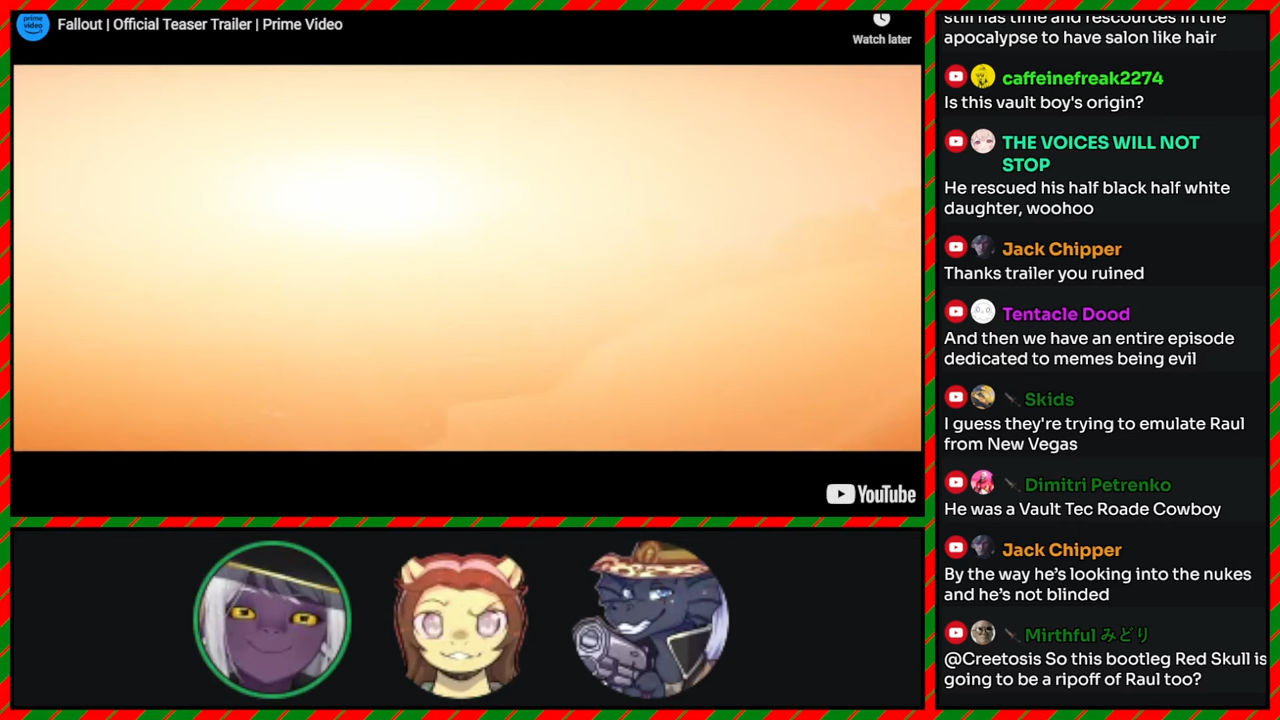 prime
video
Fallout | Official Teaser Trailer | Prime Video
Watch later
YouTube
still has time and rescources in the
apocalypse to have salon like hair
caffeinefreak2274
Is this vault boy's origin?
THE VOICES WILL NOT
STOP
He rescued his half black half white
daughter, woohoo
Jack Chipper
Thanks trailer you ruined
Tentacle Dood
And then we have an entire episode
dedicated to memes being evil
Skids
I guess they're trying to emulate Raul
from New Vegas
Dimitri Petrenko
He was a Vault Tec Roade Cowboy
Jack Chipper
By the way he’s looking into the nukes
and he’s not blinded
Mirthful みどり
@Creetosis So this bootleg Red Skull is
going to be a ripoff of Raul too?